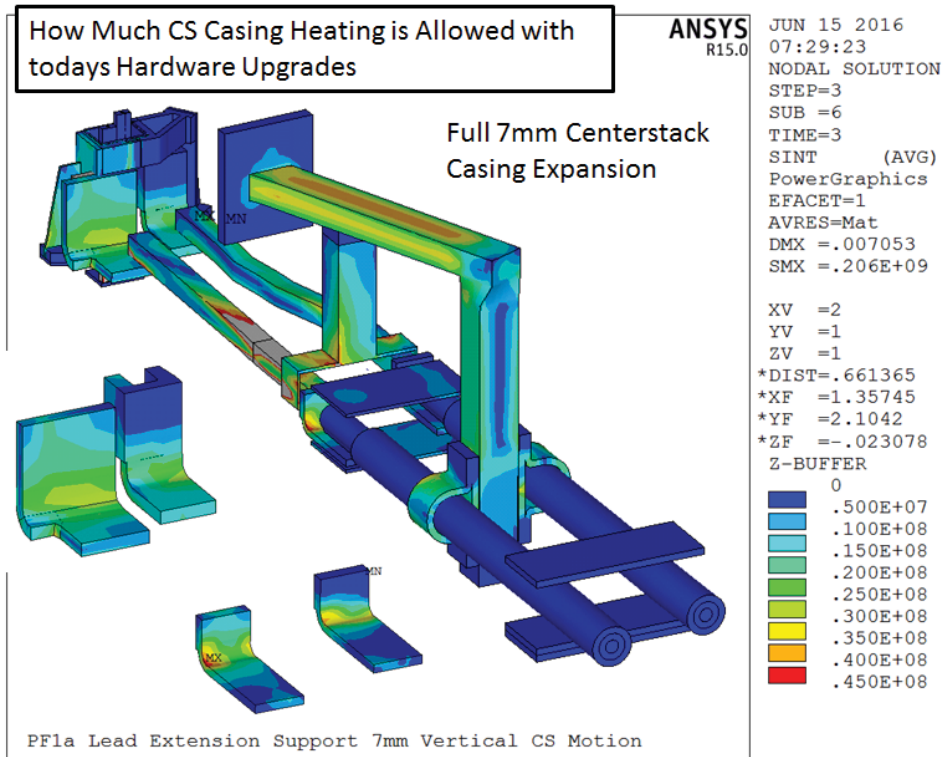 How Much CS Casing Heating is Allowed with
todays Hardware Upgrades
ANSYS
R15.0
Full 7mm Centerstack
Casing Expansion
MX
MN
MN
MX
PF1a Lead Extension Support 7mm Vertical CS Motion
JUN 15 2016
07:29:23
NODAL SOLUTION
STEP=3
SUB =6
TIME=3
SINT (AVG)
PowerGraphics
EFACET=1
AVRES=Mat
DMX =.007053
SMX =.206E+09
XV =2
YV =1
ZV =1
*DIST=.661365
*XF =1.35745
*YF =2.1042
*ZF =-.023078
Z-BUFFER
0
.500E+07
.100E+08
.150E+08
.200E+08
.250E+08
.300E+08
.350E+08
.400E+08
.450E+08